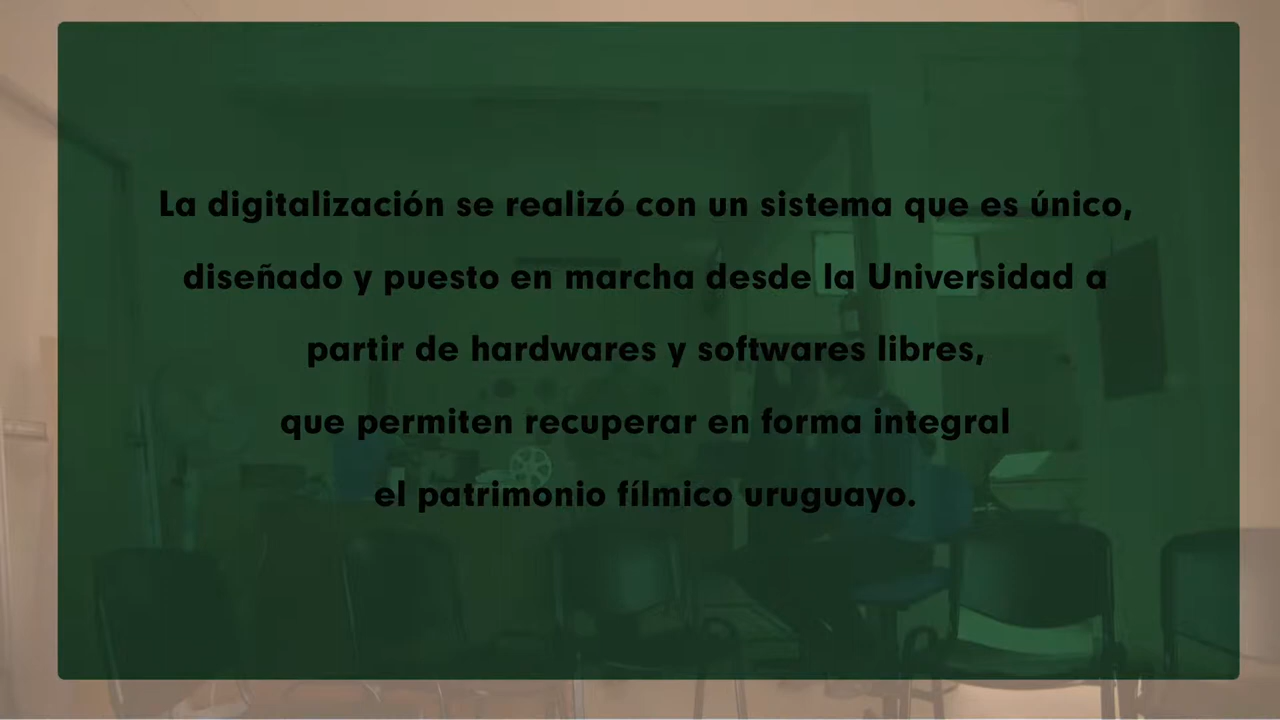 La digitalización se realizó con un sistema que es único,
diseñado y puesto en marcha desde la Universidad a
partir de hardwares y softwares libres,
que permiten recuperar en forma integral
el patrimonio fílmico uruguayo.